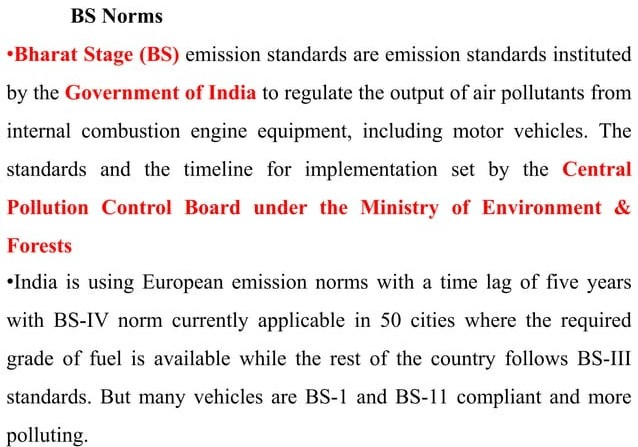 BS Norms
•Bharat Stage (BS) emission standards are emission standards instituted
by the Government of India to regulate the output of air pollutants from
internal combustion engine equipment, including motor vehicles. The
standards and the timeline for implementation set by the Central
Pollution Control Board under the Ministry of Environment &
Forests
•India is using European emission norms with a time lag of five years
with BS-IV norm currently applicable in 50 cities where the required
grade of fuel is available while the rest of the country follows BS-III
standards. But many vehicles are BS-1 and BS-11 compliant and more
polluting.